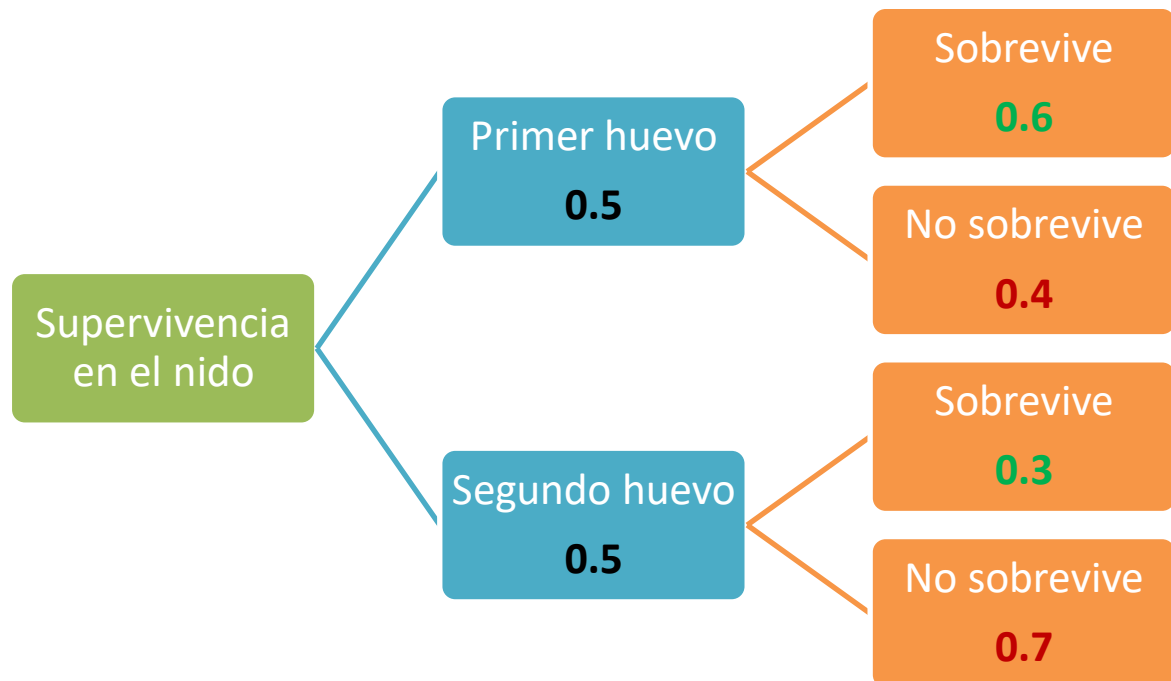 Supervivencia
en el nido
Primer huevo
0.5
Sobrevive
0.6
No sobrevive
0.4
Segundo huevo
0.5
Sobrevive
0.3
No sobrevive
0.7